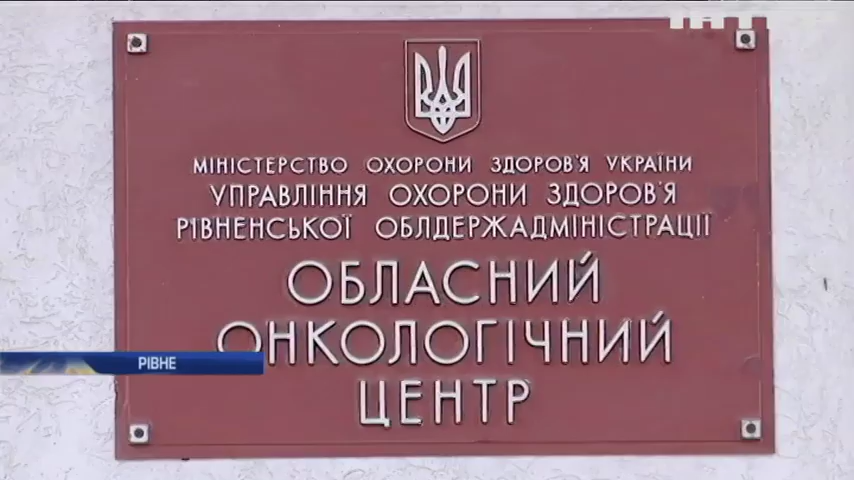 МІНІСТЕРСТВО ОХОРОНИ ЗДОРОВ'Я УКРАЇНИ
УПРАВЛІННЯ ОХОРОНИ ЗДОРОВ'Я
РІВНЕНСЬКОЇ ОБЛДЕРЖАДМІНІСТРАЦІЇ
ОБЛАСНИЙ
ОНКОЛОГІЧНИЙ
РІВНЕ
ЦЕНТР